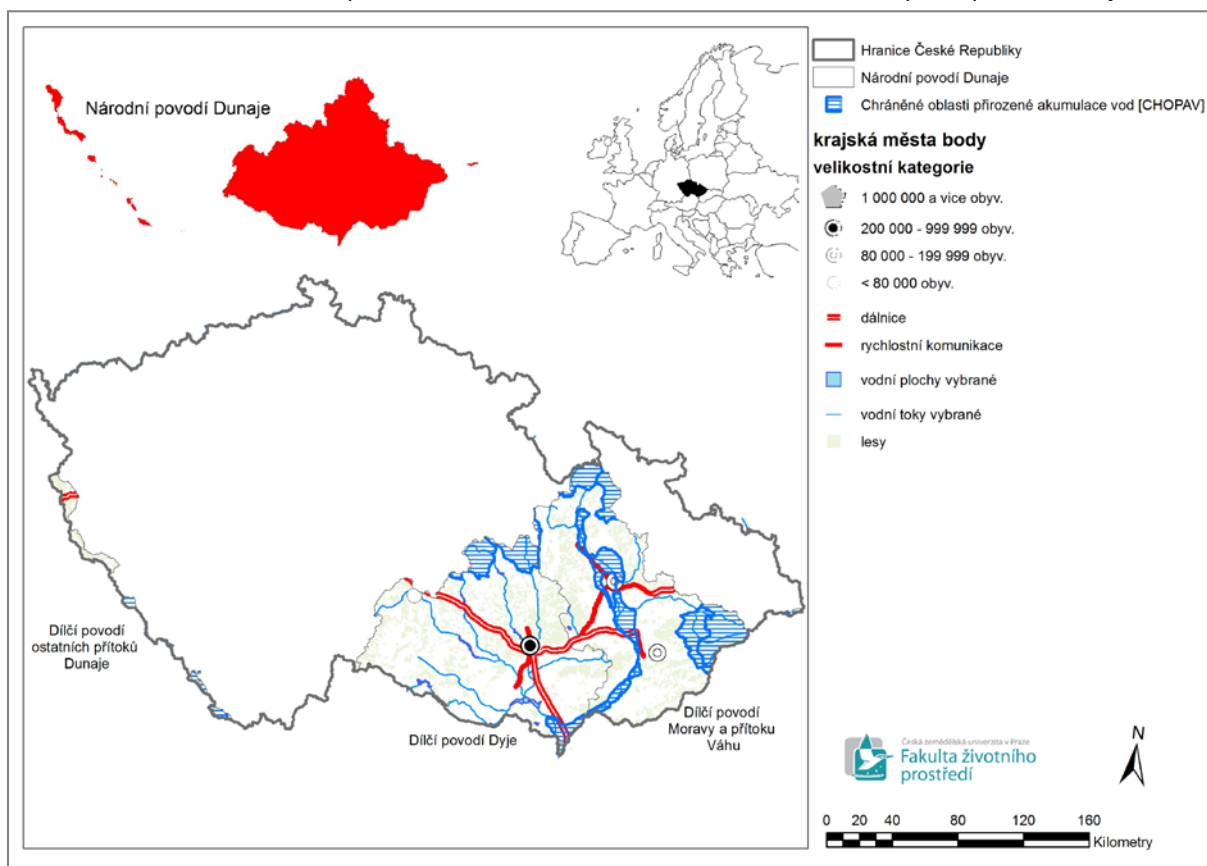 Národní povodí Dunaje
Dílčí povodí
ostatních přítoků
Dunaje
Dílčí povodí Dyje
Dílčí povodí
Moravy a přítoku
Váhu
Hranice České Republiky
Národní povodí Dunaje
Chráněné oblasti přirozené akumulace vod [CHOPAV]
krajská města body
velikostní kategorie
1 000 000 a vice obyv.
200 000 - 999 999 obyv.
80 000 - 199 999 obyv.
< 80 000 obyv.
dálnice
rychlostní komunikace
vodní plochy vybrané
vodní toky vybrané
lesy
Česká zemědělská univerzita v Praze
Fakulta životního
prostředí
N
0 20 40 80 120 160
Kilometry